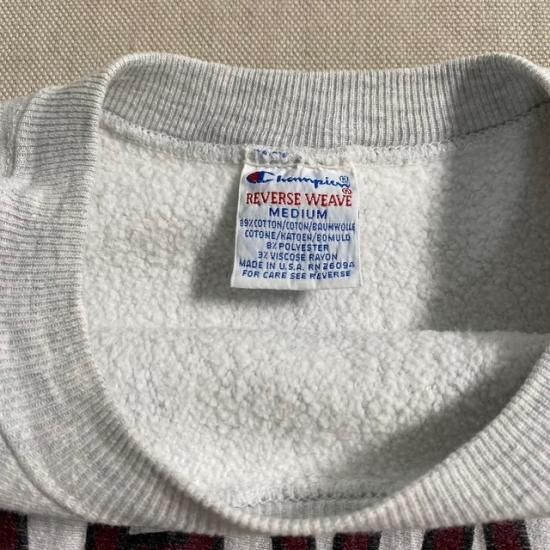 Champion®
REVERSE WEAVE®
MEDIUM
89% COTTON/COTON/BAUMWOLLE
COTONE/KATOEN/BOMULD
8% POLYESTER
3% VISCOSE RAYON
MADE IN U.S.A. RN 26094
FOR CARE SEE REVERSE